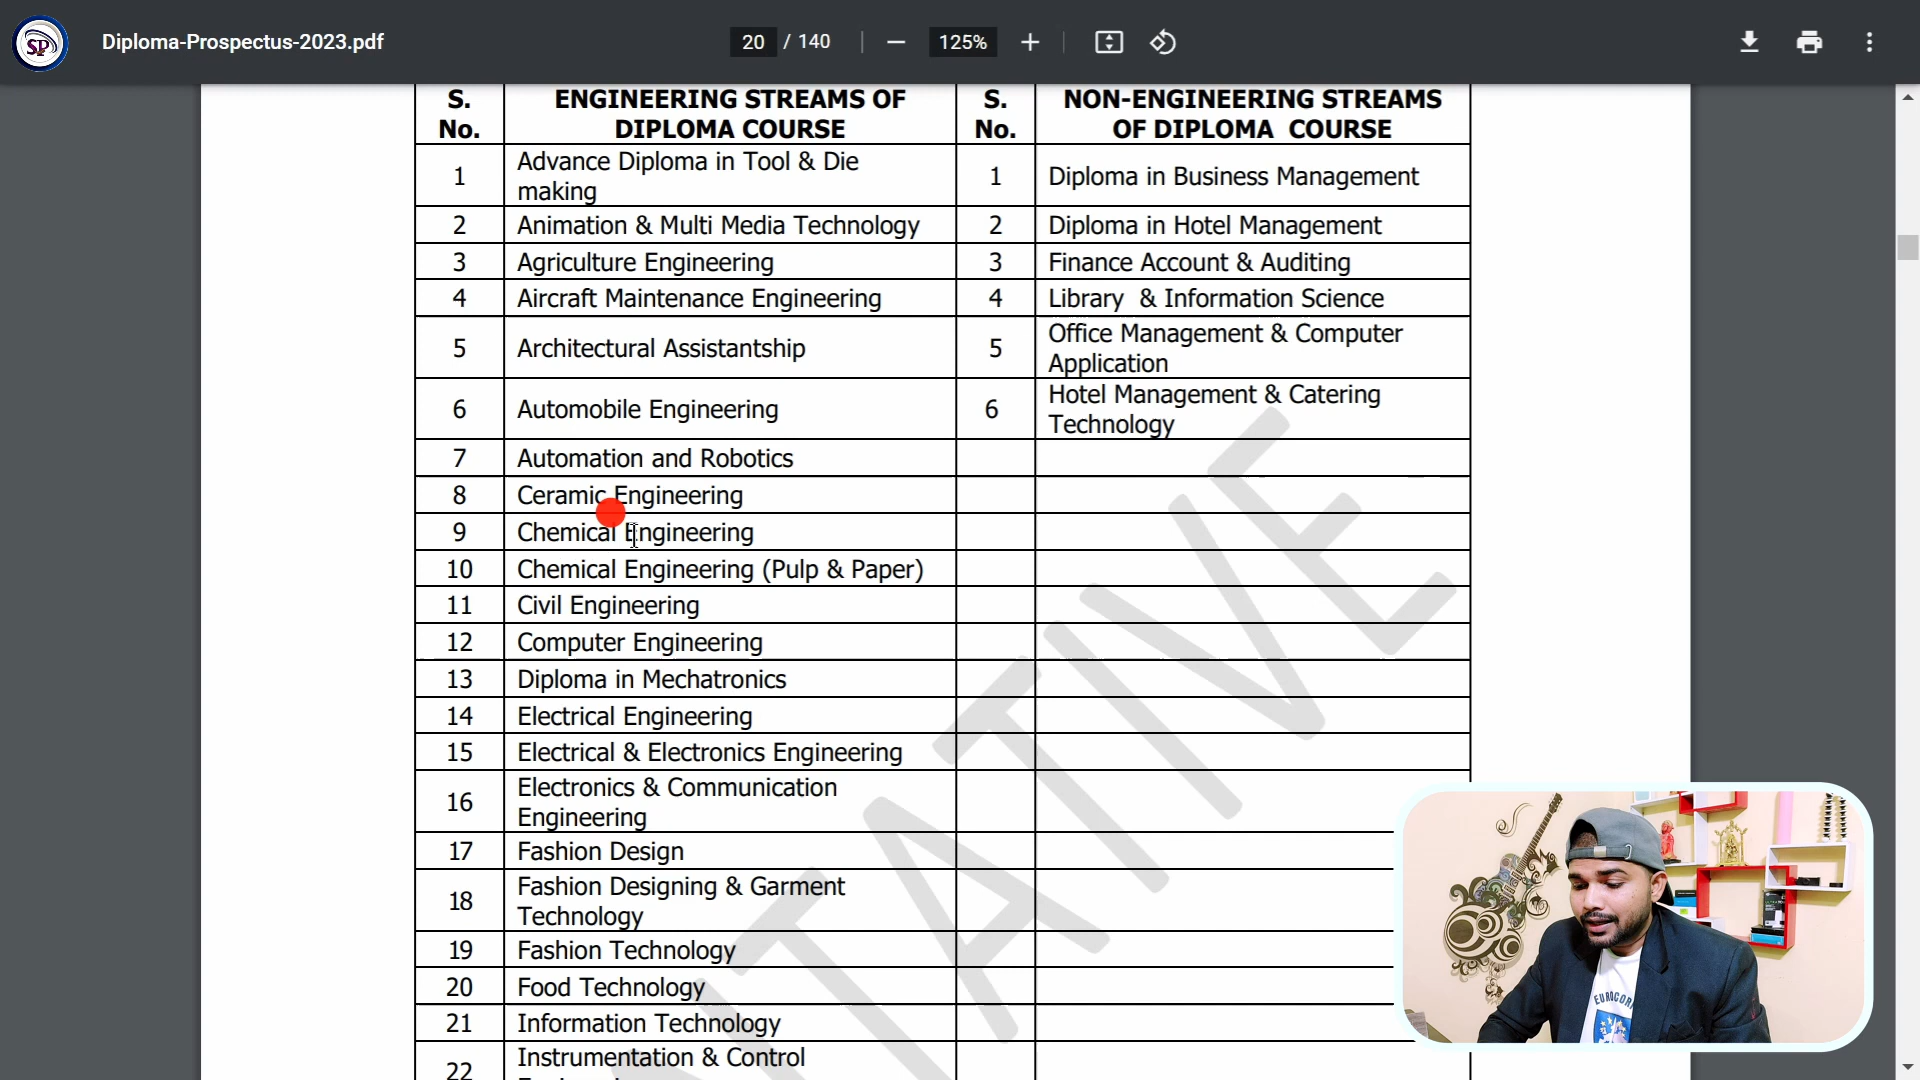 SP
Diploma-Prospectus-2023.pdf
20 / 140
125%
S. No.
ENGINEERING STREAMS OF DIPLOMA COURSE
S. No.
NON-ENGINEERING STREAMS OF DIPLOMA COURSE
1
Advance Diploma in Tool & Die
making
1
Diploma in Business Management
2
Animation & Multi Media Technology
2
Diploma in Hotel Management
3
Agriculture Engineering
3
Finance Account & Auditing
4
Aircraft Maintenance Engineering
4
Library & Information Science
5
Architectural Assistantship
5
Office Management & Computer
Application
6
Automobile Engineering
6
Hotel Management & Catering
Technology
7
Automation and Robotics
8
Ceramic Engineering
9
Chemical Engineering
10
Chemical Engineering (Pulp & Paper)
11
Civil Engineering
12
Computer Engineering
13
Diploma in Mechatronics
14
Electrical Engineering
15
Electrical & Electronics Engineering
16
Electronics & Communication
Engineering
17
Fashion Design
18
Fashion Designing & Garment
Technology
19
Fashion Technology
20
Food Technology
21
Information Technology
22
Instrumentation & Control
TATIVE